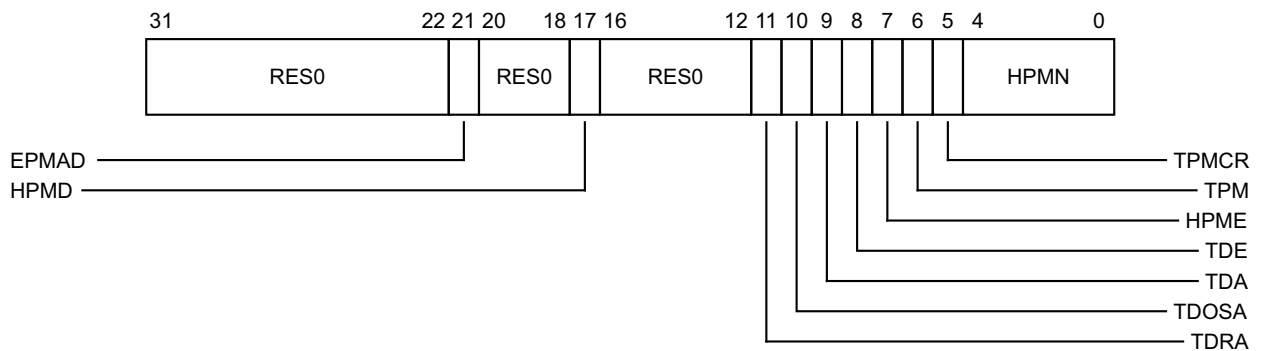 31 22 21 20 18 17 16 12 11 10 9 8 7 6 5 4 0
RES0 RES0 RES0 HPMN
EPMAD TPMCR
HPMD TPM
HPME
TDE
TDA
TDOSA
TDRA